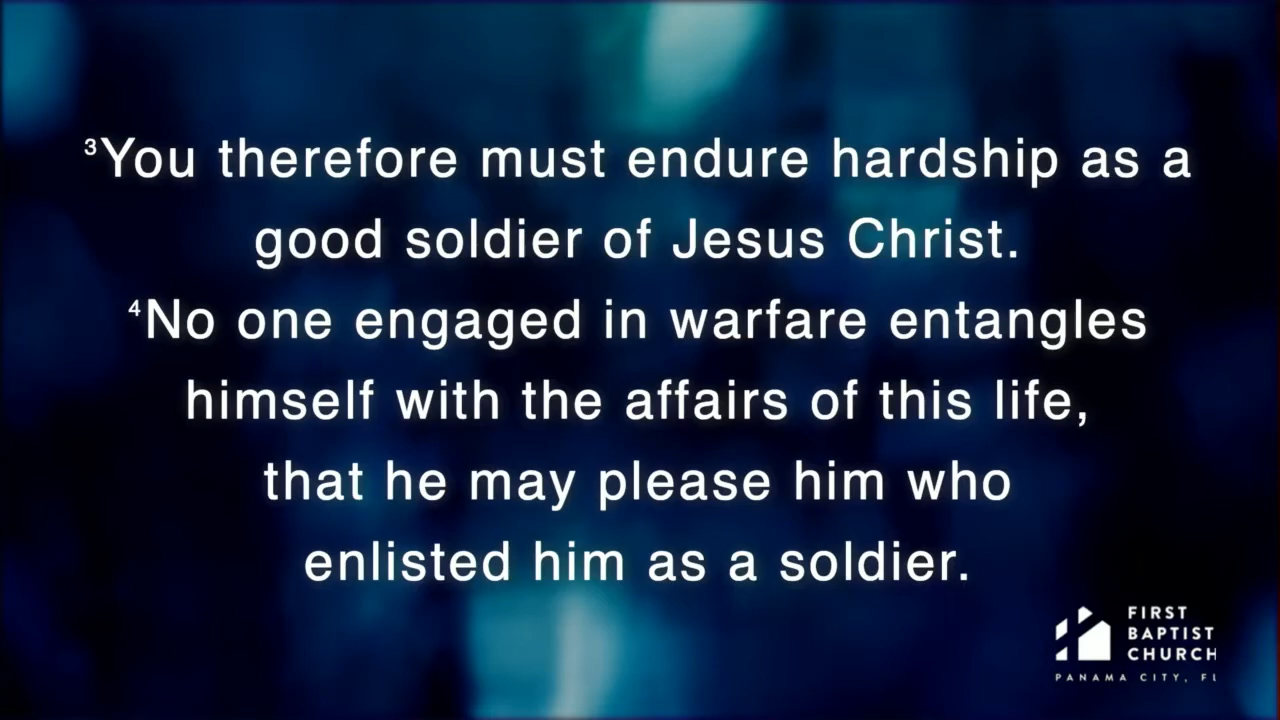 ³You therefore must endure hardship as a
good soldier of Jesus Christ.
⁴No one engaged in warfare entangles
himself with the affairs of this life,
that he may please him who
enlisted him as a soldier.
FIRST
BAPTIST
CHURCH
PANAMA CITY, FL